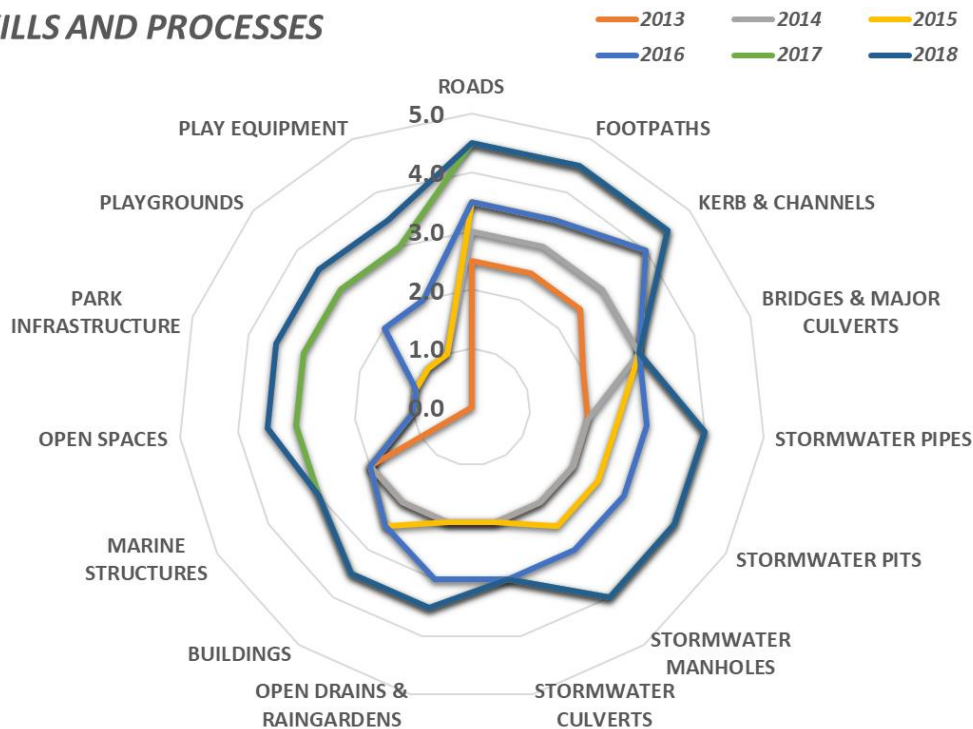 ILLS AND PROCESSES
2013 2014 2015
2016 2017 2018
ROADS
FOOTPATHS
KERB & CHANNELS
BRIDGES & MAJOR
CULVERTS
STORMWATER PIPES
STORMWATER PITS
STORMWATER
MANHOLES
STORMWATER
CULVERTS
OPEN DRAINS &
RAINGARDENS
BUILDINGS
MARINE
STRUCTURES
OPEN SPACES
PARK
INFRASTRUCTURE
PLAYGROUNDS
PLAY EQUIPMENT
5.0
4.0
3.0
2.0
1.0
0.0